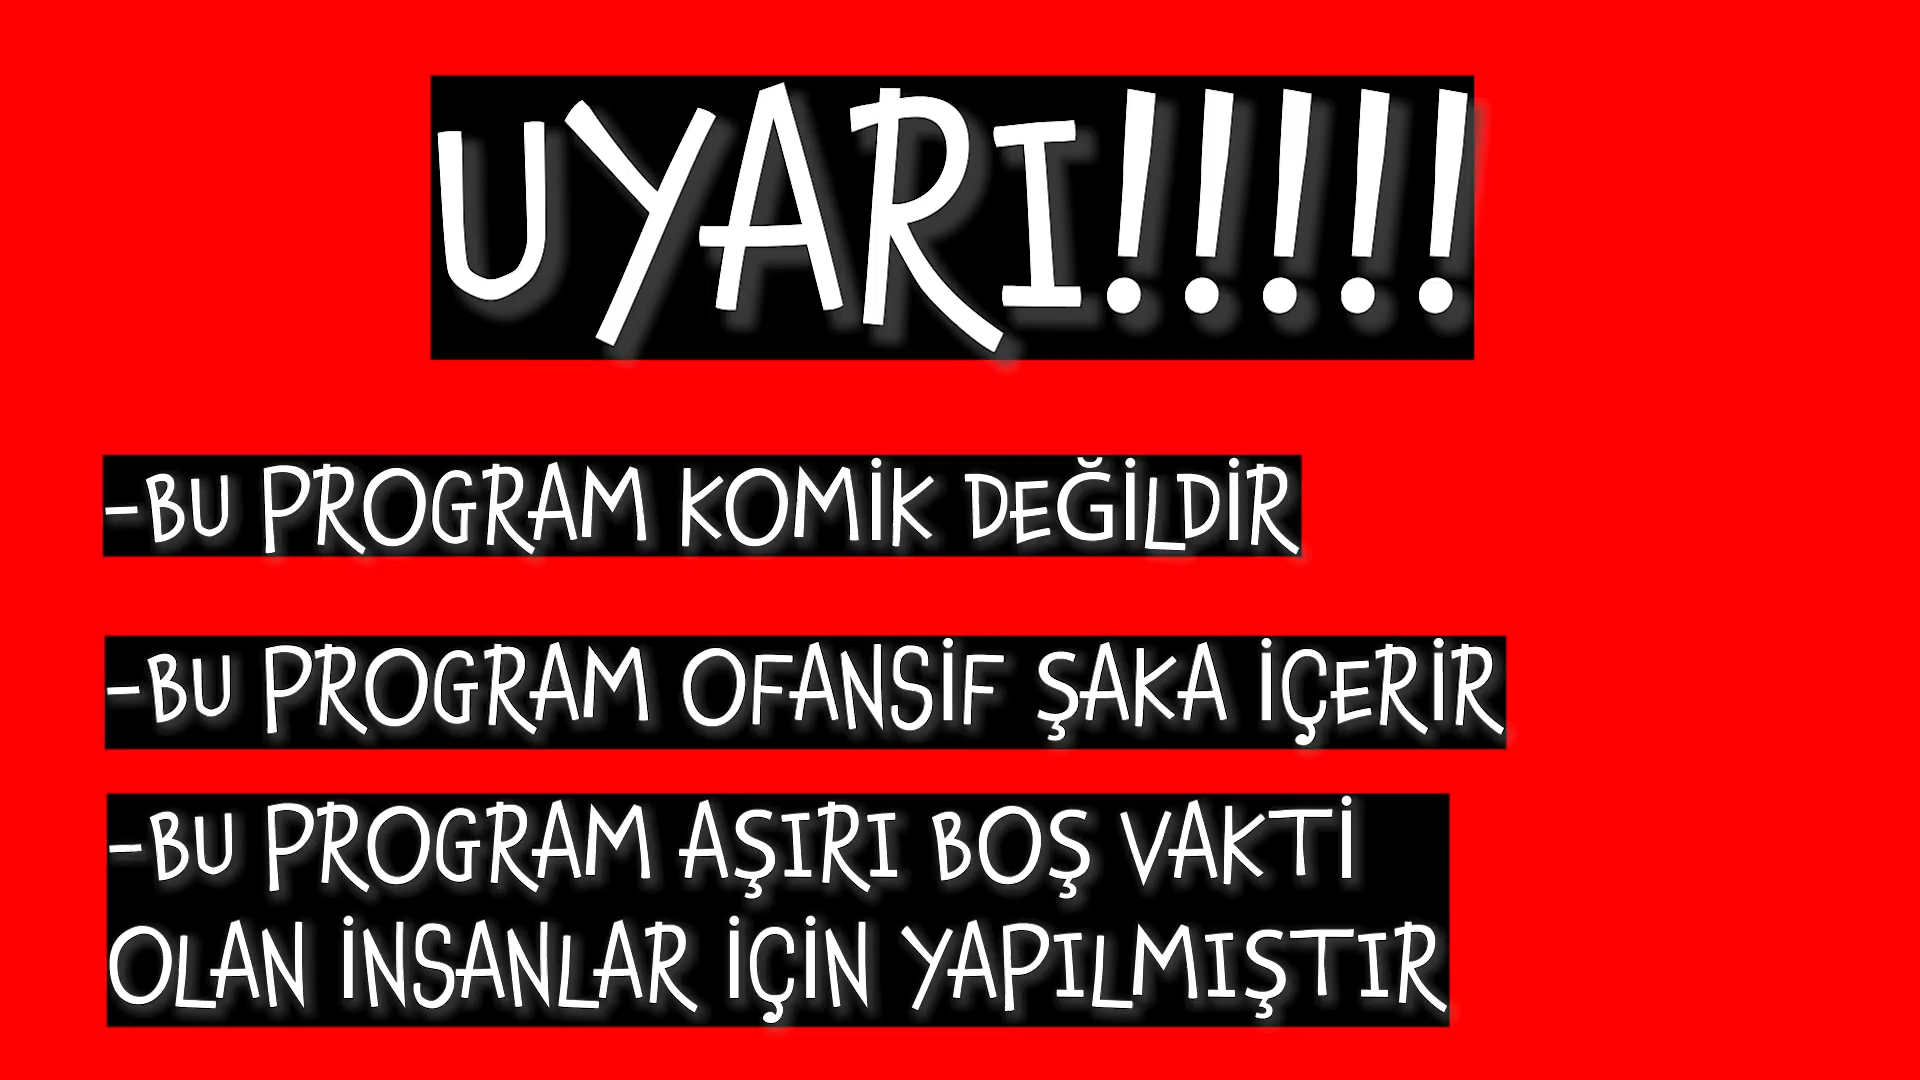 UYARI!!!!!
-BU PROGRAM KOMİK DEĞİLDİR
-BU PROGRAM OFANSİF ŞAKA İÇERİR
-BU PROGRAM AŞIRI BOŞ VAKTİ
OLAN İNSANLAR İÇİN YAPILMIŞTIR